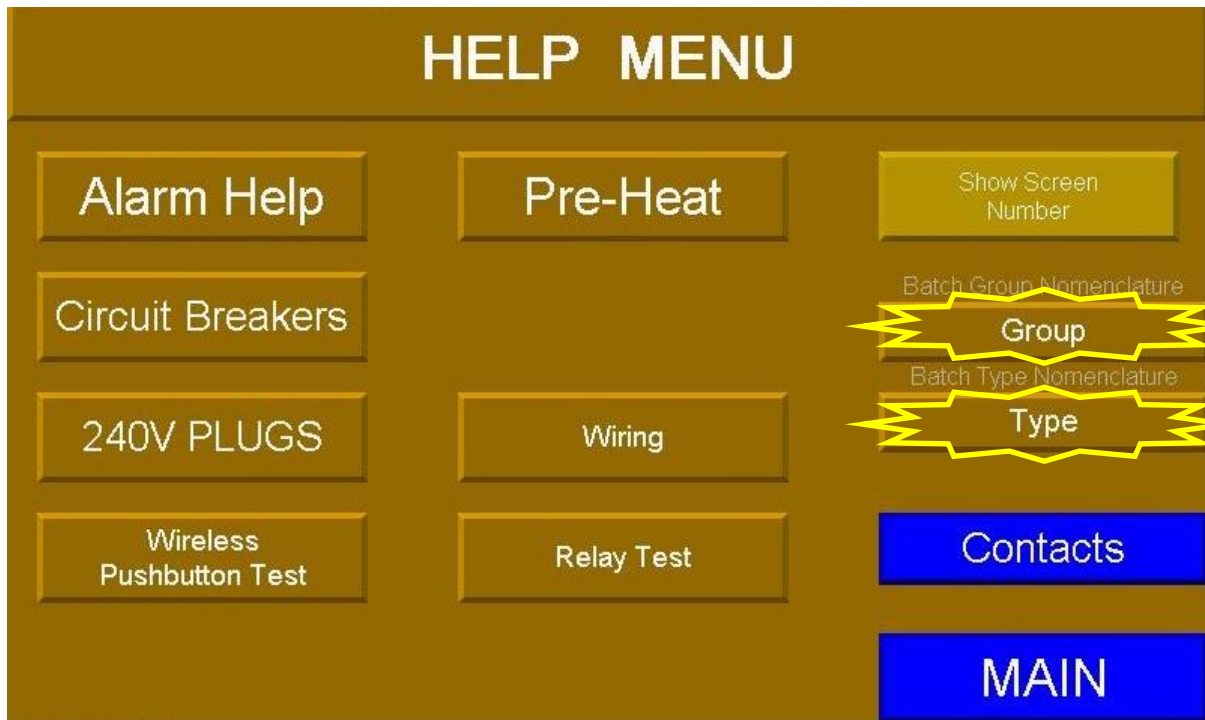 HELP MENU
Alarm Help
Pre-Heat
Show Screen
Number
Circuit Breakers
Batch Group Nomenclature
Group
Batch Type Nomenclature
Type
240V PLUGS
Wiring
Wireless
Pushbutton Test
Relay Test
Contacts
MAIN